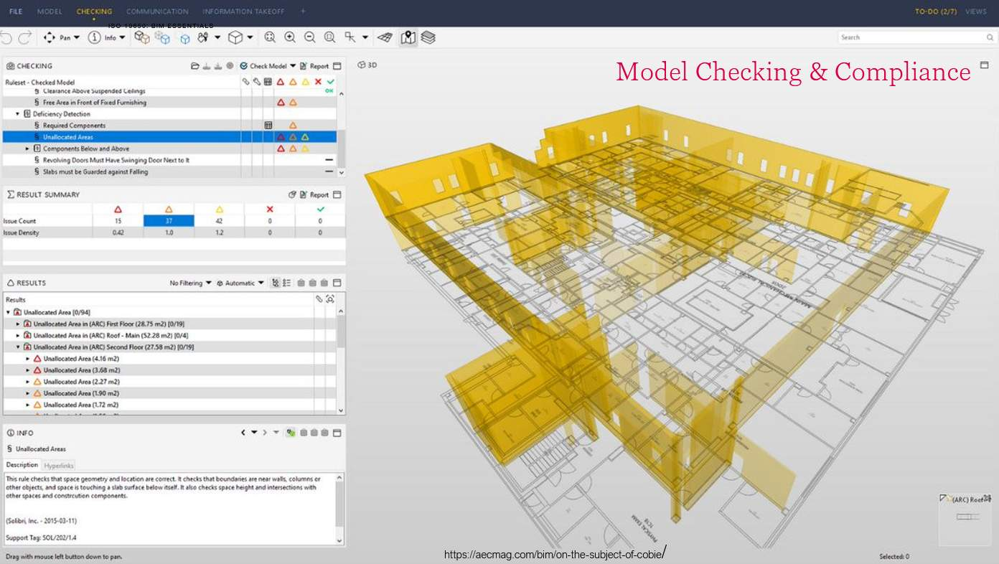 FILE MODEL CHECKING COMMUNICATION INFORMATION TAKEOFF + TO-DO (2/7) VIEWS
ISO 19650: BIM ESSENTIALS
Pan Info Search
CHECKING Check Model Report
3D
Model Checking & Compliance
Ruleset - Checked Model
§ Clearance Above Suspended Ceilings OK
§ Free Area in Front of Fixed Furnishing
Deficiency Detection
§ Required Components
§ Unallocated Areas
Components Below and Above
§ Revolving Doors Must Have Swinging Door Next to It —
§ Slabs must be Guarded against Falling —
RESULT SUMMARY Report
Issue Count 15 37 42 0 0
Issue Density 0.42 1.0 1.2 0 0
RESULTS No Filtering Automatic
Results
Unallocated Area [0/94]
Unallocated Area in (ARC) First Floor (28.75 m2) [0/19]
Unallocated Area in (ARC) Roof - Main (52.28 m2) [0/4]
Unallocated Area in (ARC) Second Floor (27.58 m2) [0/19]
Unallocated Area (4.16 m2)
Unallocated Area (3.68 m2)
Unallocated Area (2.27 m2)
Unallocated Area (1.90 m2)
Unallocated Area (1.72 m2)
INFO
§ Unallocated Areas
Description Hyperlinks
This rule checks that space geometry and location are correct. It checks that boundaries are near walls, columns or
other objects, and space is touching a slab surface below itself. It also checks space height and intersections with
other spaces and constrcution components.
(Solibri, Inc. - 2015-03-11)
Support Tag: SOL/202/1.4
PHYSICAL EXAM
1C18
(ARC) Roof
Drag with mouse left button down to pan.
https://aecmag.com/bim/on-the-subject-of-cobie/
Selected: 0